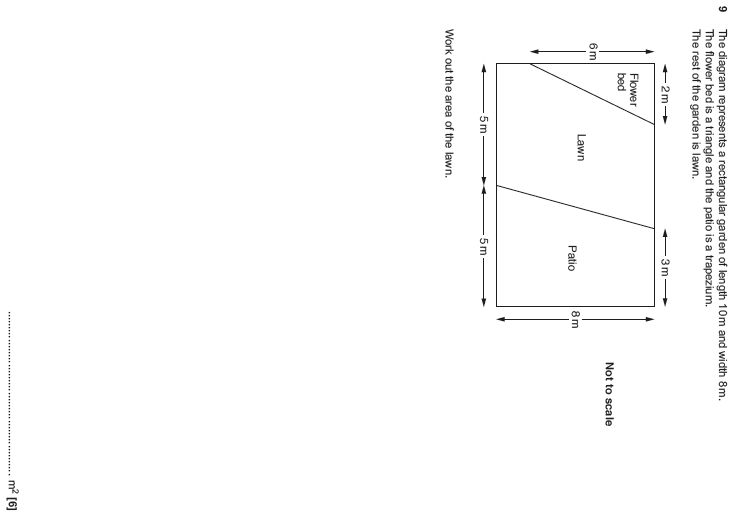 9 The diagram represents a rectangular garden of length 10m and width 8m.
The flower bed is a triangle and the patio is a trapezium.
The rest of the garden is lawn.
2m
3m
6m
Flower
bed
Lawn
Patio
8m
Not to scale
5m
5m
Work out the area of the lawn.
.................................................. m² [6]